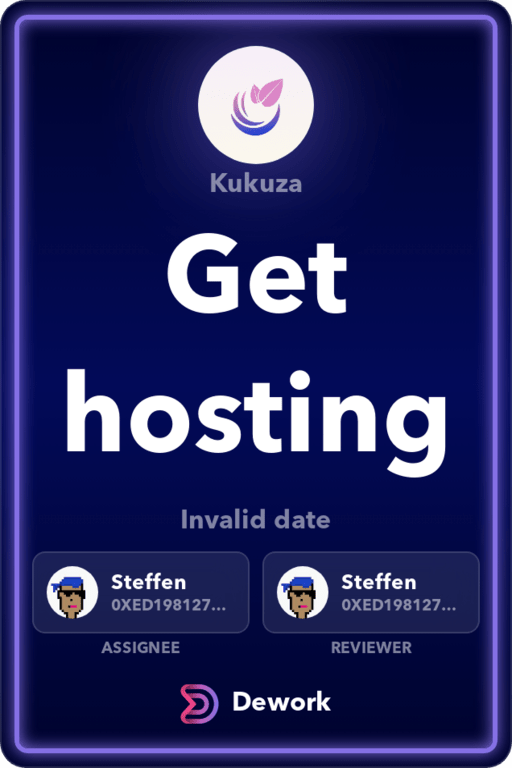 Kukuza
Get
hosting
Invalid date
Steffen
0XED198127...
ASSIGNEE
Steffen
0XED198127...
REVIEWER
Dework